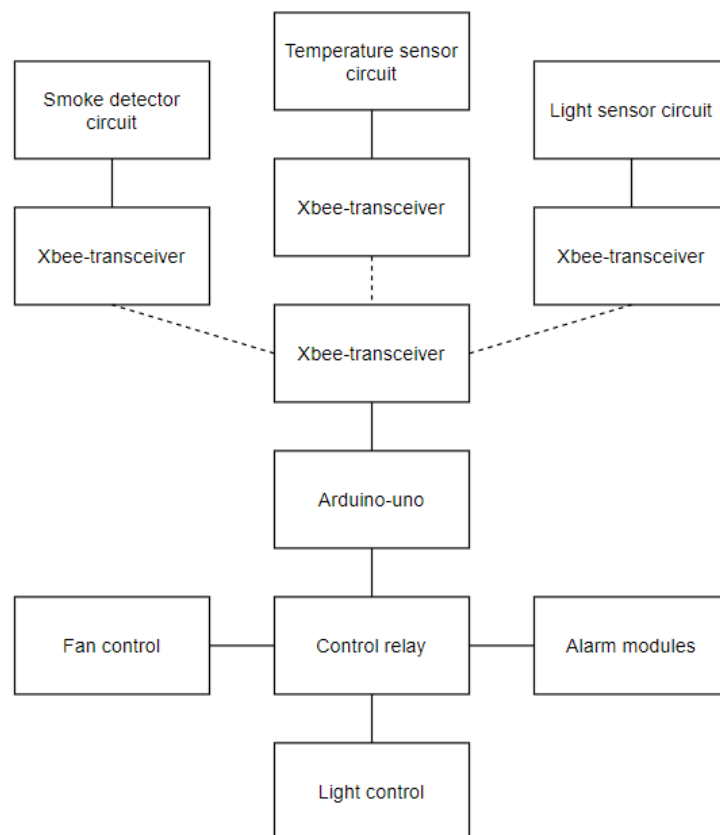 Temperature sensor
circuit
Smoke detector
circuit
Light sensor circuit
Xbee-transceiver
Xbee-transceiver
Xbee-transceiver
Xbee-transceiver
Arduino-uno
Fan control
Control relay
Alarm modules
Light control